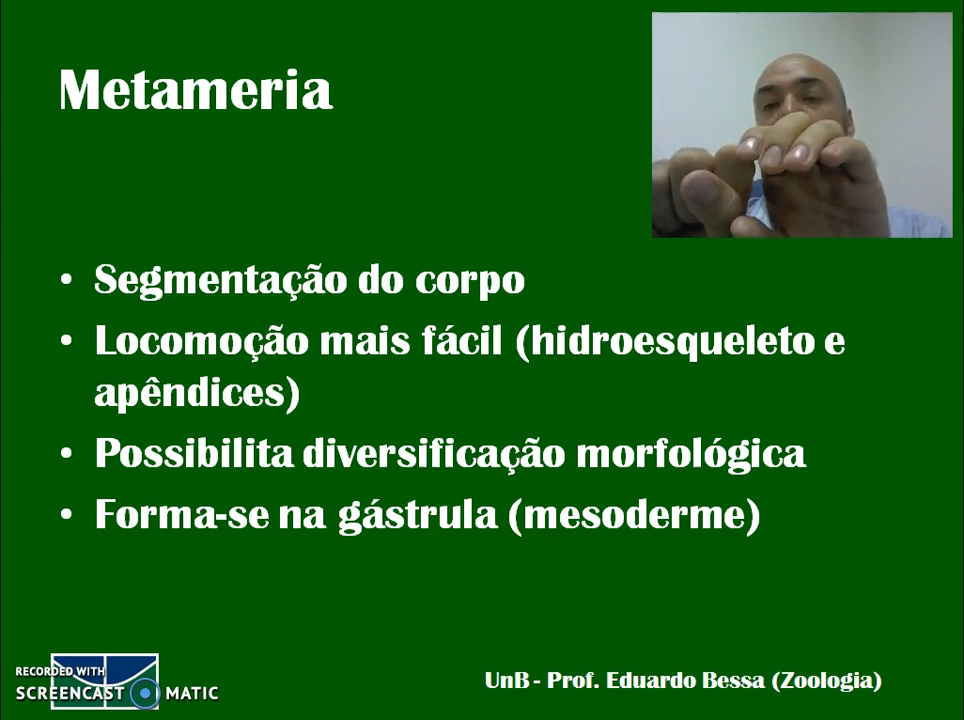 Metameria
• Segmentação do corpo
• Locomoção mais fácil (hidroesqueleto e
apêndices)
• Possibilita diversificação morfológica
• Forma-se na gástrula (mesoderme)
RECORDED WITH
SCREENCAST MATIC
UnB - Prof. Eduardo Bessa (Zoologia)